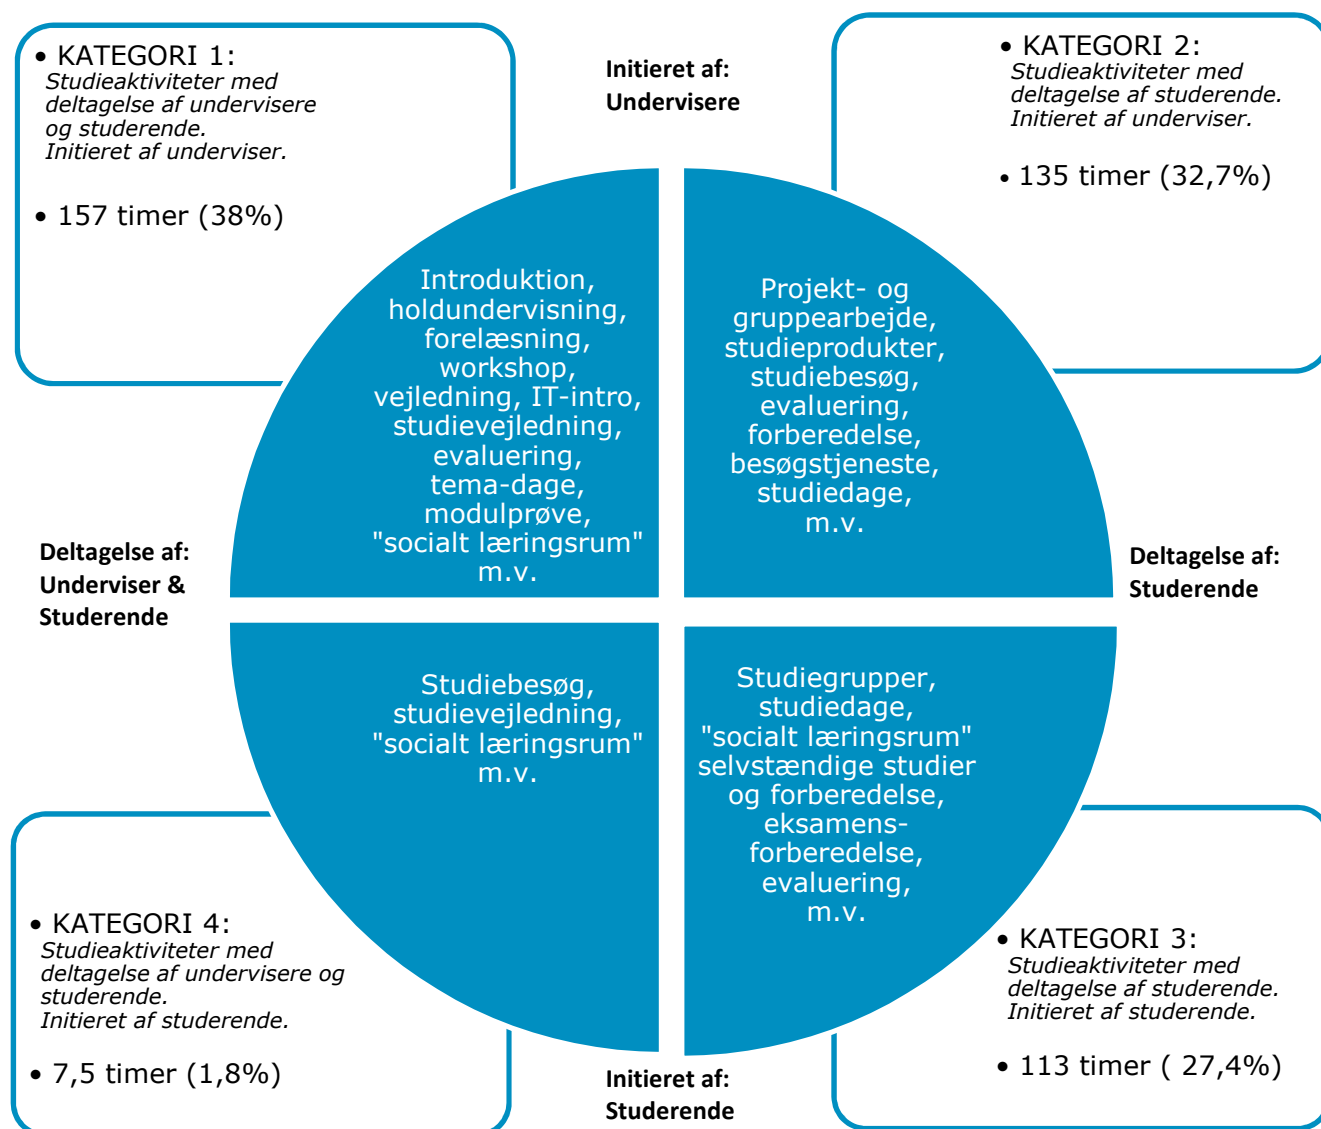 • KATEGORI 1:
Studieaktiviteter med
deltagelse af undervisere
og studerende.
Initieret af underviser.
• 157 timer (38%)
Initieret af:
Undervisere
• KATEGORI 2:
Studieaktiviteter med
deltagelse af studerende.
Initieret af underviser.
• 135 timer (32,7%)
Introduktion,
holdundervisning,
forelæsning,
workshop,
vejledning, IT-intro,
studievejledning,
evaluering,
tema-dage,
modulprøve,
"socialt læringsrum"
m.v.
Projekt- og
gruppearbejde,
studieprodukter,
studiebesøg,
evaluering,
forberedelse,
besøgstjeneste,
studiedage,
m.v.
Deltagelse af:
Underviser &
Studerende
Deltagelse af:
Studerende
Studiebesøg,
studievejledning,
"socialt læringsrum"
m.v.
Studiegrupper,
studiedage,
"socialt læringsrum"
selvstændige studier
og forberedelse,
eksamens-
forberedelse,
evaluering,
m.v.
• KATEGORI 4:
Studieaktiviteter med
deltagelse af undervisere og
studerende.
Initieret af studerende.
• 7,5 timer (1,8%)
Initieret af:
Studerende
• KATEGORI 3:
Studieaktiviteter med
deltagelse af studerende.
Initieret af studerende.
• 113 timer ( 27,4%)